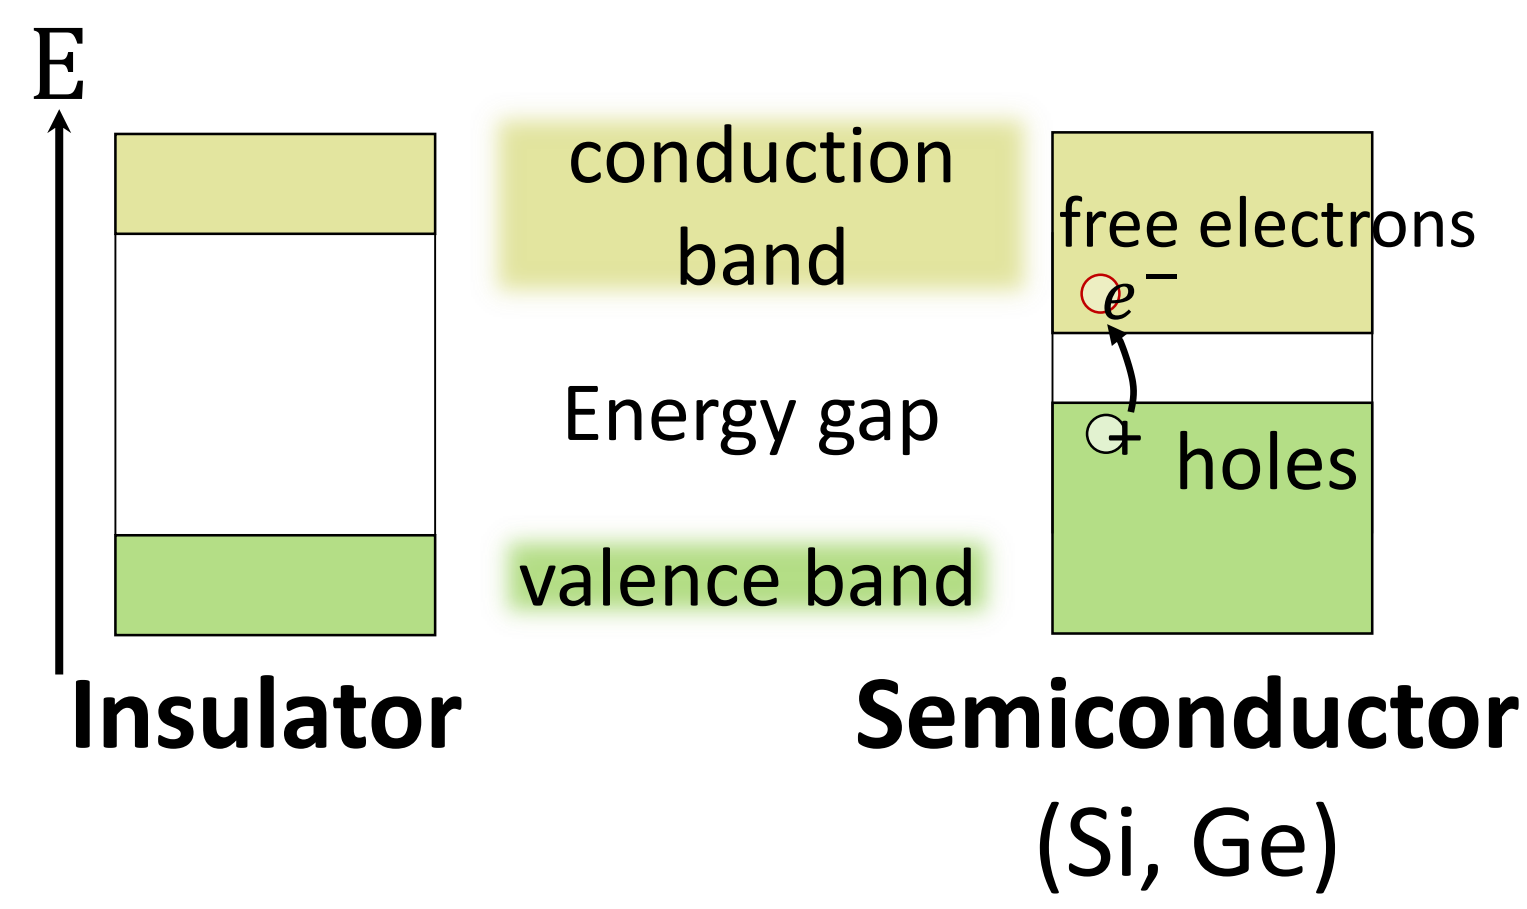 E
conduction
band
free electrons
e⁻
Energy gap
+
holes
valence band
Insulator
Semiconductor
(Si, Ge)